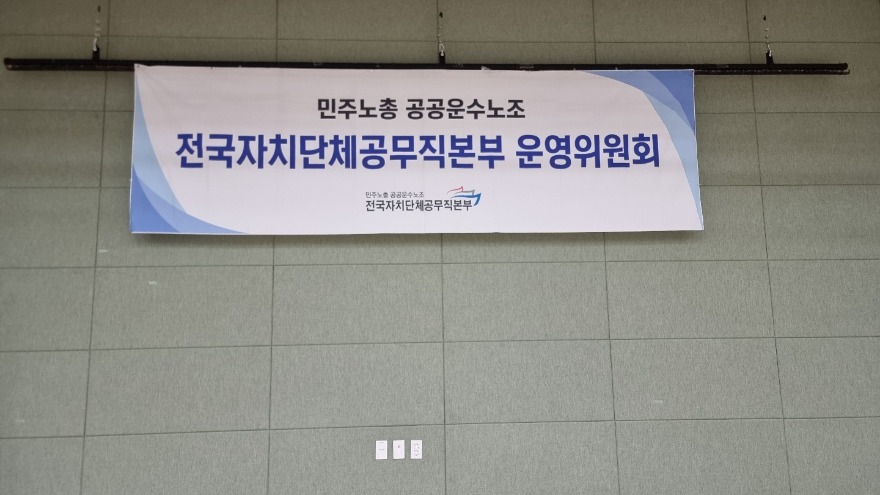 민주노총 공공운수노조
전국자치단체공무직본부 운영위원회
민주노총 공공운수노조
전국자치단체공무직본부